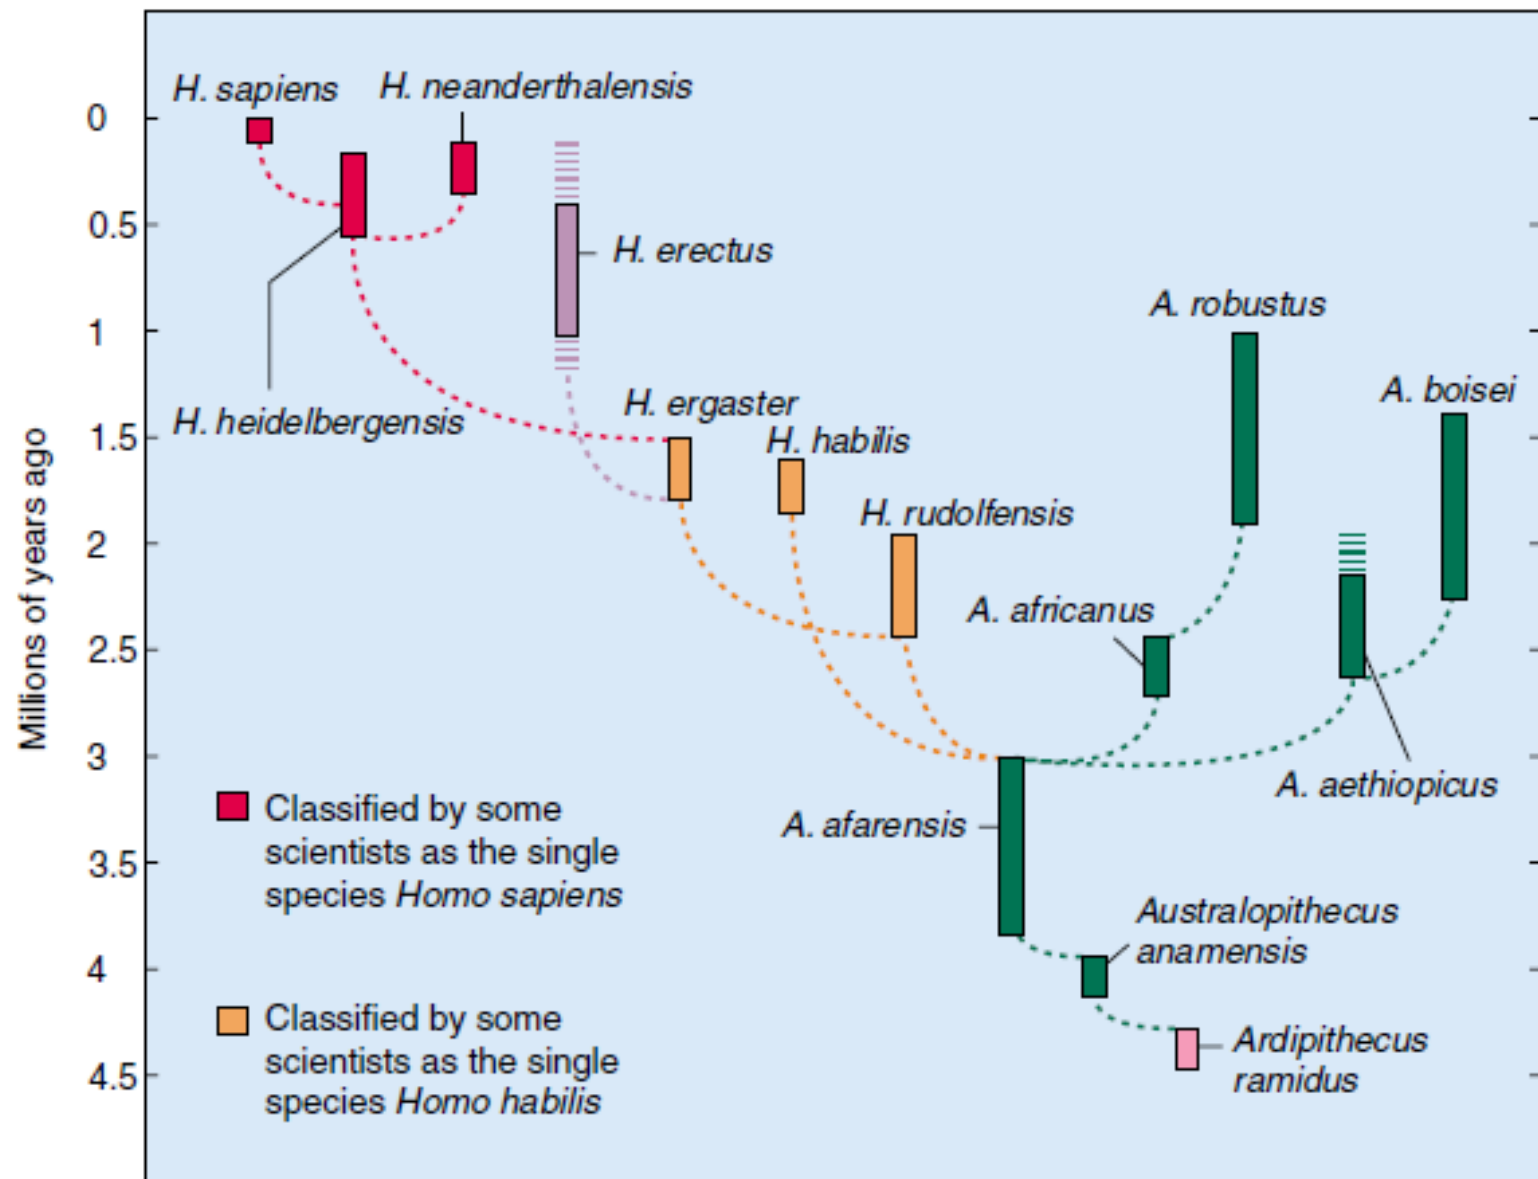 H. sapiens
H. neanderthalensis
0
0.5
H. erectus
A. robustus
1
A. boisei
H. ergaster
H. heidelbergensis
1.5
H. habilis
H. rudolfensis
2
A. africanus
2.5
Millions of years ago
3
A. aethiopicus
Classified by some
scientists as the single
species Homo sapiens
A. afarensis
3.5
Australopithecus
anamensis
4
Classified by some
scientists as the single
species Homo habilis
Ardipithecus
ramidus
4.5